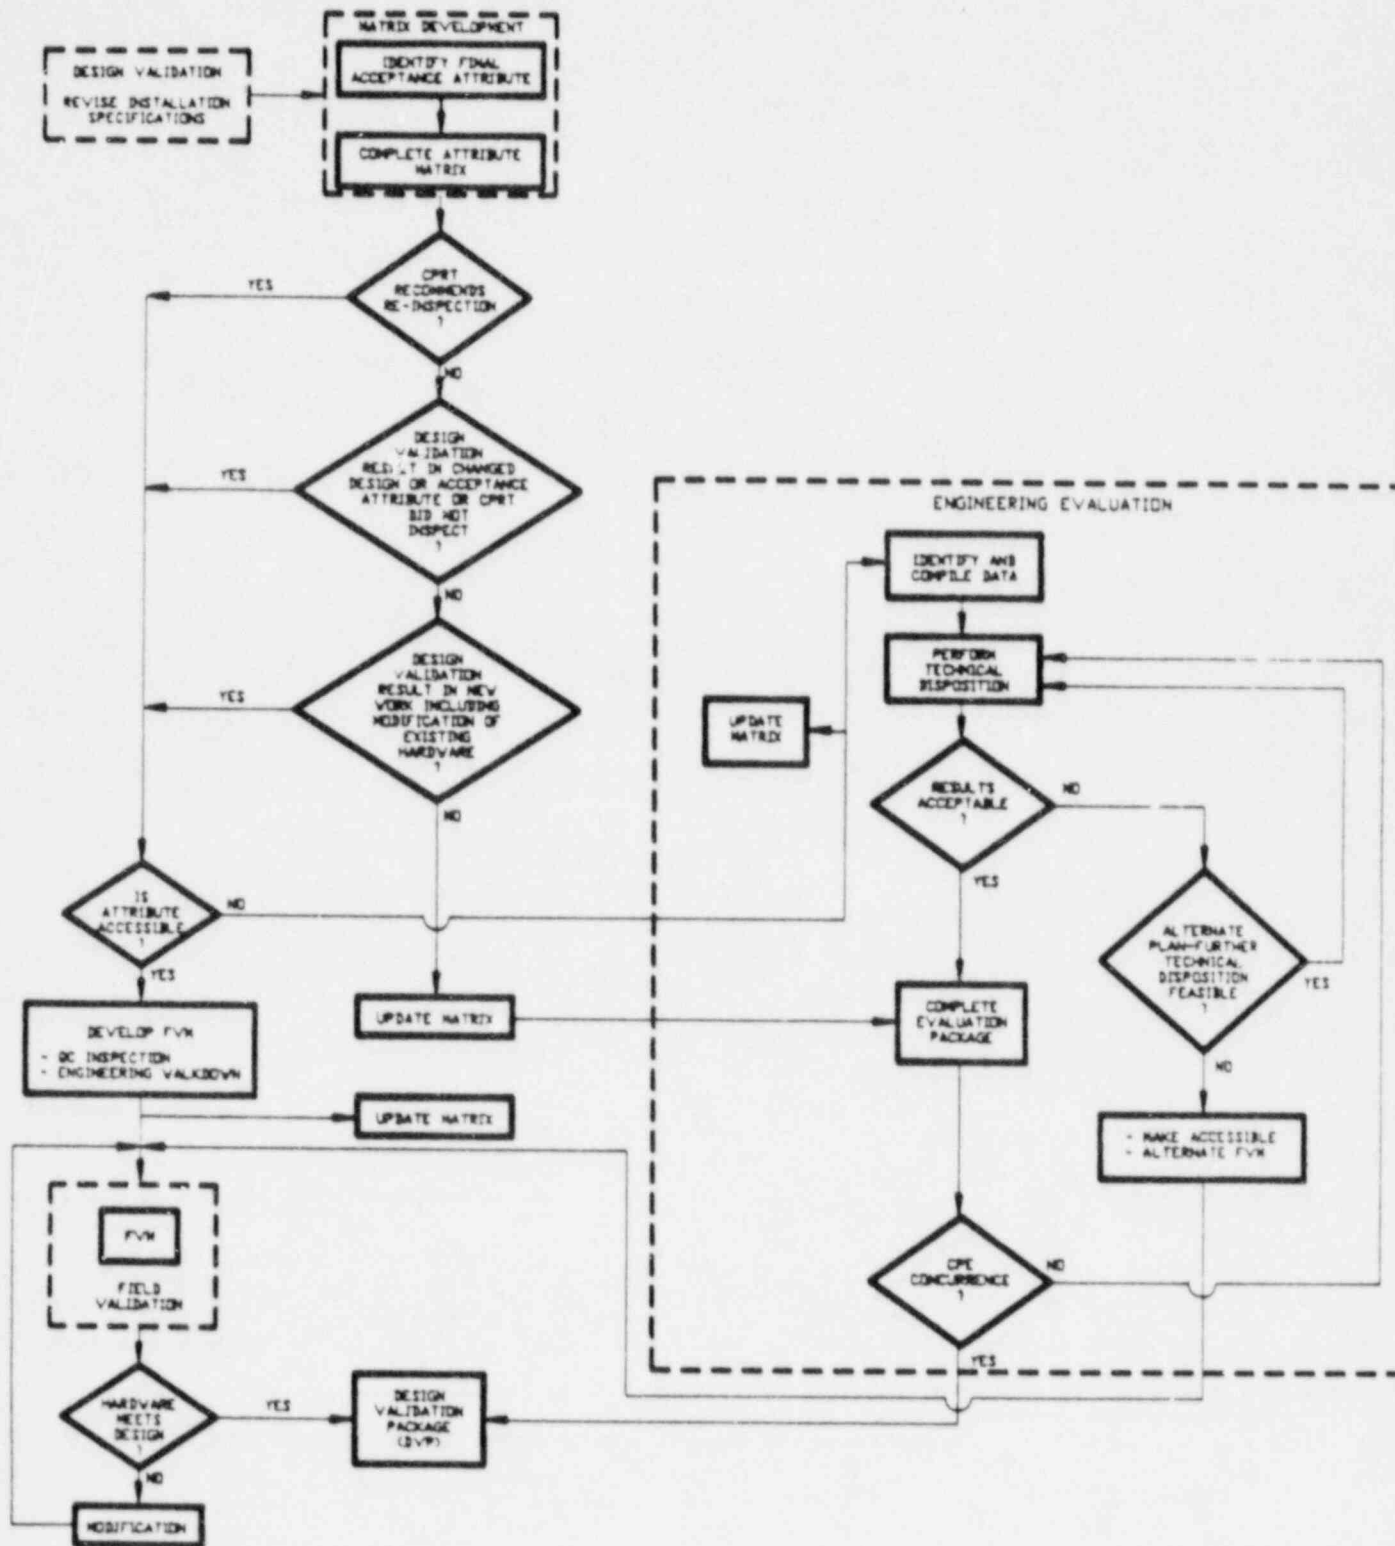 MATRIX DEVELOPMENT
IDENTIFY FINAL
ACCEPTANCE ATTRIBUTE
DESIGN VALIDATION
REVISE INSTALLATION
SPECIFICATIONS
COMPLETE ATTRIBUTE
MATRIX
CPRT
RECOMMENDS
RE-INSPECTION
?
YES
NO
DESIGN
VALIDATION
RESULT IN CHANGED
DESIGN OR ACCEPTANCE
ATTRIBUTE OR CPRT
DID NOT
INSPECT
?
YES
NO
DESIGN
VALIDATION
RESULT IN NEW
WORK INCLUDING
MODIFICATION OF
EXISTING
HARDWARE
?
YES
NO
IS
ATTRIBUTE
ACCESSIBLE
?
NO
YES
DEVELOP FVM
- QC INSPECTION
- ENGINEERING WALKDOWN
UPDATE MATRIX
UPDATE MATRIX
FVM
FIELD
VALIDATION
HARDWARE
MEETS
DESIGN
?
YES
NO
MODIFICATION
DESIGN
VALIDATION
PACKAGE
(DVP)
ENGINEERING EVALUATION
IDENTIFY AND
COMPILE DATA
PERFORM
TECHNICAL
DISPOSITION
UPDATE
MATRIX
RESULTS
ACCEPTABLE
?
NO
YES
ALTERNATE
PLAN-FURTHER
TECHNICAL
DISPOSITION
FEASIBLE
?
YES
NO
COMPLETE
EVALUATION
PACKAGE
- MAKE ACCESSIBLE
- ALTERNATE FVM
CPE
CONCURRENCE
?
NO
YES